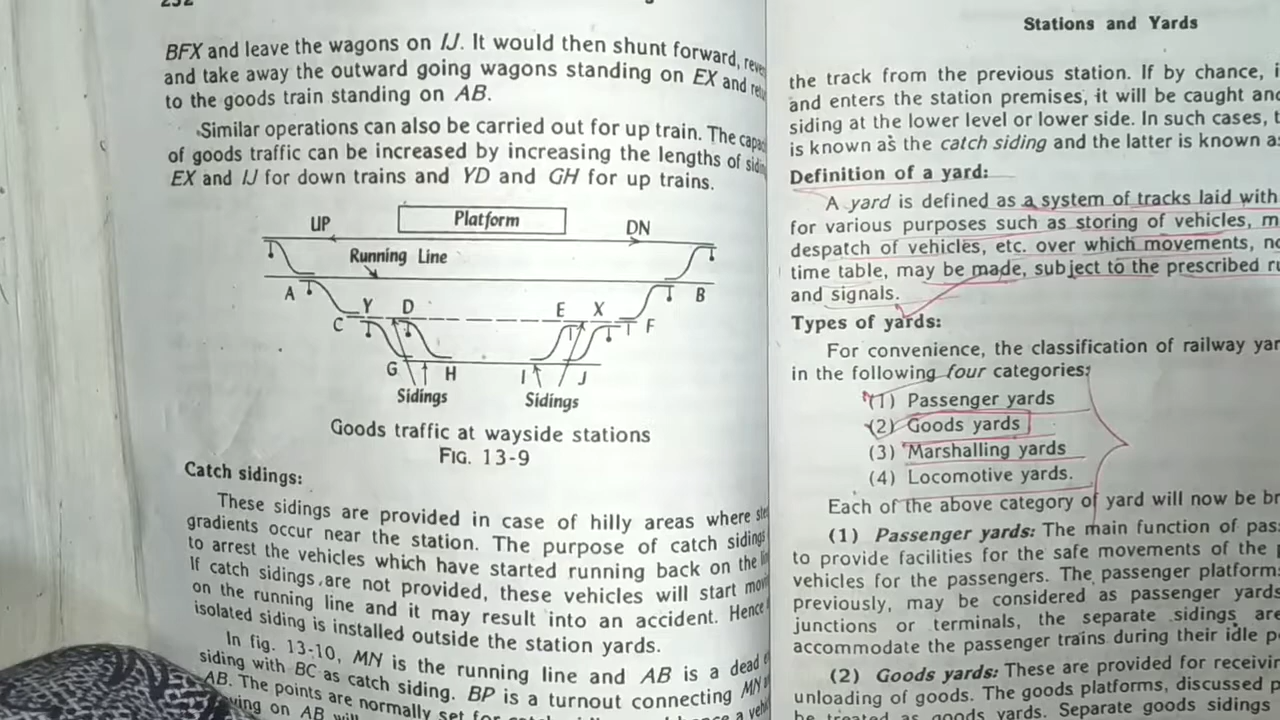 BFX and leave the wagons on IJ. It would then shunt forward,
and take away the outward going wagons standing on EX and
to the goods train standing on AB.
Similar operations can also be carried out for up train. The
of goods traffic can be increased by increasing the lengths of
EX and IJ for down trains and YD and GH for up trains.
UP
Platform
DN
Running Line
A
B
C
Y
D
E
X
F
G
H
I
J
Sidings
Sidings
Goods traffic at wayside stations
FIG. 13-9
Catch sidings:
These sidings are provided in case of hilly areas where
gradients occur near the station. The purpose of catch sidings
to arrest the vehicles which have started running back on the
If catch sidings are not provided, these vehicles will start
on the running line and it may result into an accident. Hence
isolated siding is installed outside the station yards.
In fig. 13-10, MN is the running line and AB is a dead
siding with BC as catch siding. BP is a turnout connecting MN
AB. The points are normally set for
on AB
Stations and Yards
the track from the previous station. If by chance,
and enters the station premises, it will be caught
siding at the lower level or lower side. In such cases,
is known as the catch siding and the latter is known
Definition of a yard:
A yard is defined as a system of tracks laid
for various purposes such as storing of vehicles,
despatch of vehicles, etc. over which movements,
time table, may be made, subject to the prescribed
and signals.
Types of yards:
For convenience, the classification of railway
in the following four categories:
(1) Passenger yards
(2) Goods yards
(3) Marshalling yards
(4) Locomotive yards.
Each of the above category of yard will now be
(1) Passenger yards: The main function of
to provide facilities for the safe movements of the
vehicles for the passengers. The passenger
previously, may be considered as passenger yards
junctions or terminals, the separate sidings are
accommodate the passenger trains during their idle
(2) Goods yards: These are provided for
unloading of goods. The goods platforms, discussed
be treated as goods yards. Separate goods sidings